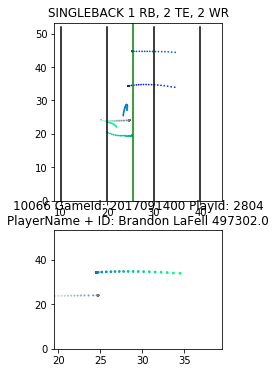 SINGLEBACK 1 RB, 2 TE, 2 WR
50
40
30
20
10
0
10 20 30 40
10066 GameId: 2017091400 PlayId: 2804
PlayerName + ID: Brandon LaFell 497302.0
40
20
0
20 25 30 35